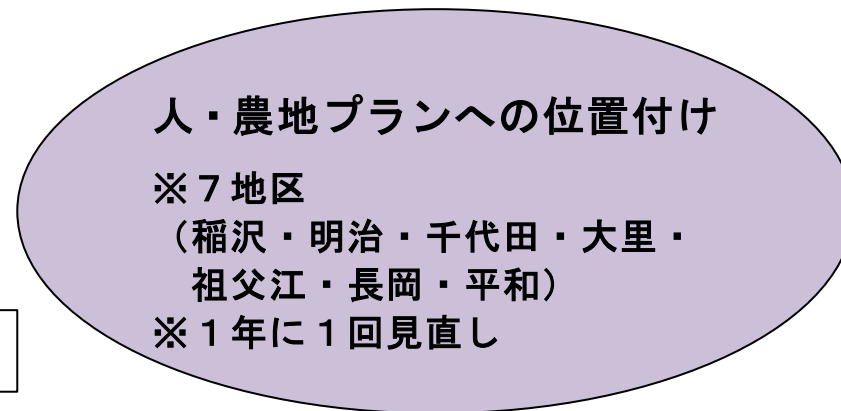 人・農地プランへの位置付け
※７地区
（稲沢・明治・千代田・大里・
祖父江・長岡・平和）
※１年に１回見直し